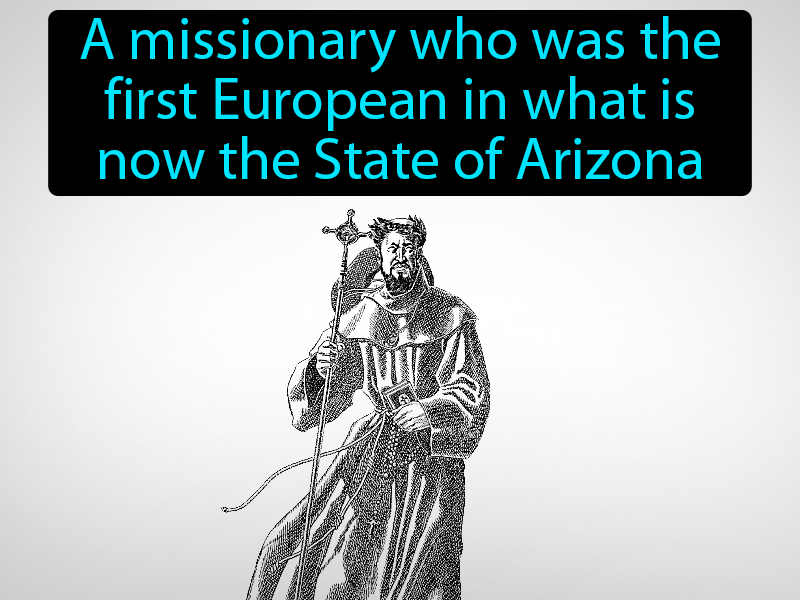 A missionary who was the
first European in what is
now the State of Arizona